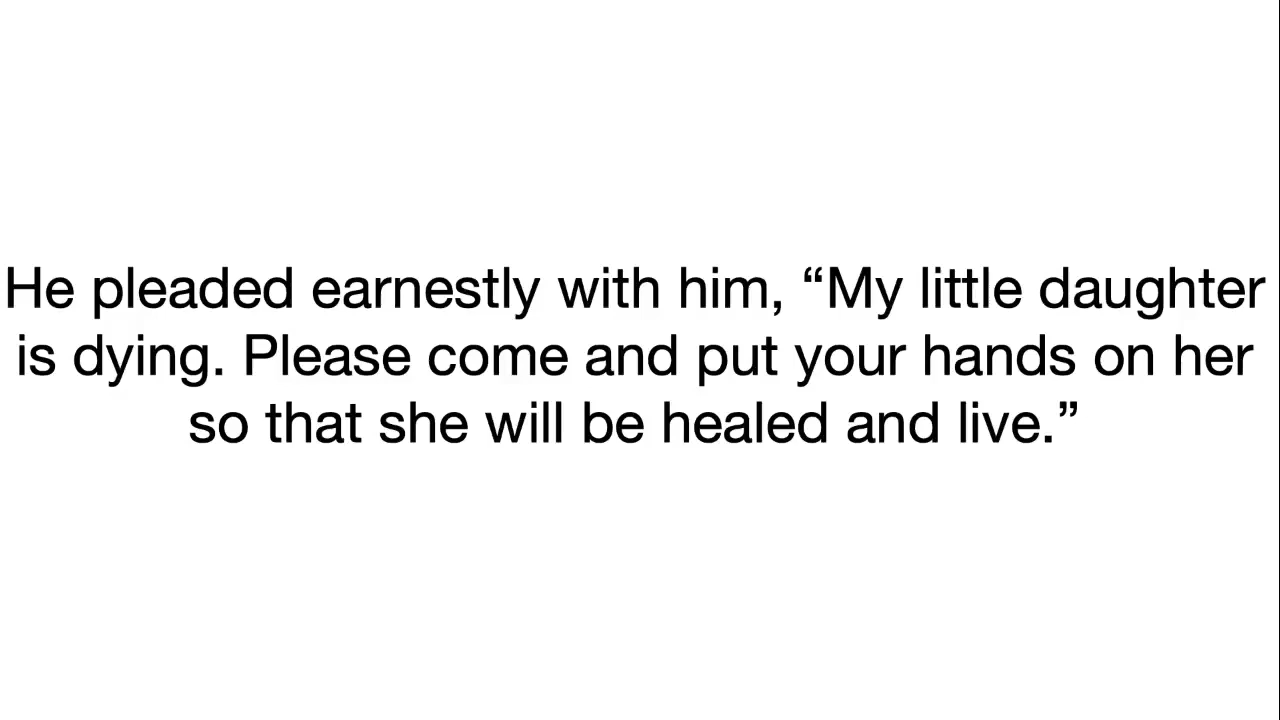 He pleaded earnestly with him, “My little daughter
is dying. Please come and put your hands on her
so that she will be healed and live.”